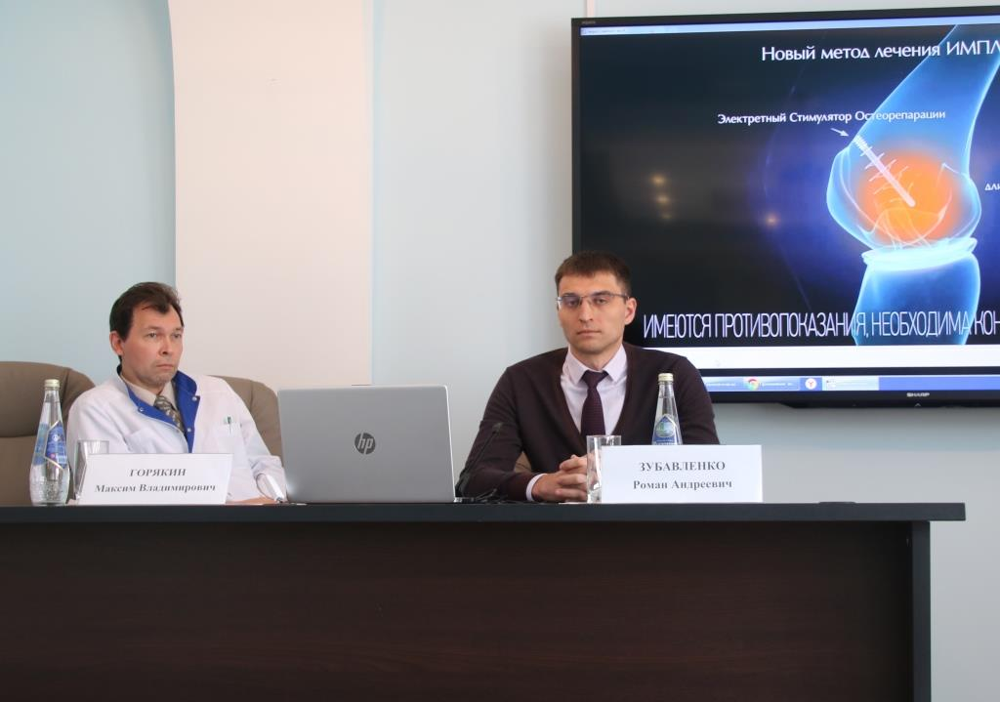 Новый метод лечения ИМПЛ
Электретный Стимулятор Остеорепарации
дли
ИМЕЮТСЯ ПРОТИВОПОКАЗАНИЯ, НЕОБХОДИМА КОН
SHARP
hp
ГОРЯКИН
Максим Владимирович
ЗУБАВЛЕНКО
Роман Андреевич